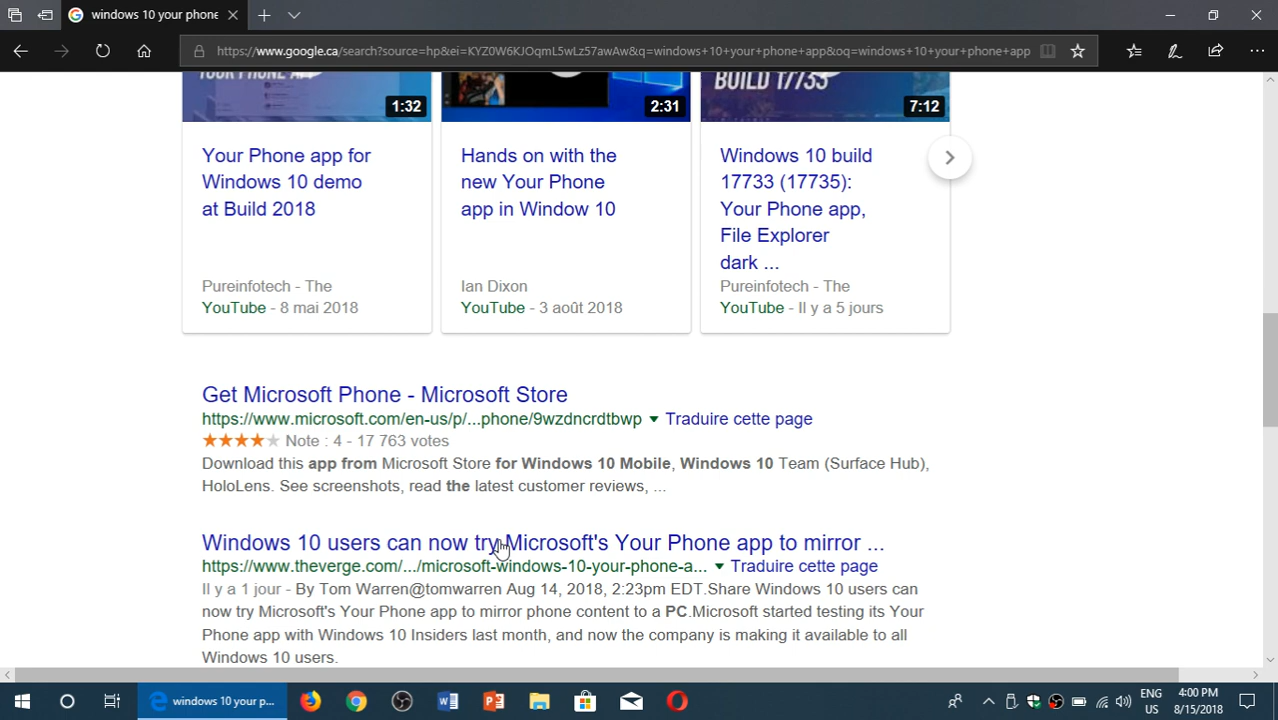 windows 10 your phone
https://www.google.ca/search?source=hp&ei=KYZ0W6KJOqmL5wLz57awAw&q=windows+10+your+phone+app&oq=windows+10+your+phone+app
YOUR PHONE APP
BUILD 17733
1:32
2:31
7:12
Your Phone app for
Windows 10 demo
at Build 2018
Pureinfotech - The
YouTube - 8 mai 2018
Hands on with the
new Your Phone
app in Window 10
Ian Dixon
YouTube - 3 août 2018
Windows 10 build
17733 (17735):
Your Phone app,
File Explorer
dark ...
Pureinfotech - The
YouTube - Il y a 5 jours
Get Microsoft Phone - Microsoft Store
https://www.microsoft.com/en-us/p/...phone/9wzdncrdtbwp Traduire cette page
Note : 4 - 17 763 votes
Download this app from Microsoft Store for Windows 10 Mobile, Windows 10 Team (Surface Hub),
HoloLens. See screenshots, read the latest customer reviews, ...
Windows 10 users can now try Microsoft's Your Phone app to mirror ...
https://www.theverge.com/.../microsoft-windows-10-your-phone-a... Traduire cette page
Il y a 1 jour - By Tom Warren@tomwarren Aug 14, 2018, 2:23pm EDT.Share Windows 10 users can
now try Microsoft's Your Phone app to mirror phone content to a PC.Microsoft started testing its Your
Phone app with Windows 10 Insiders last month, and now the company is making it available to all
Windows 10 users.
windows 10 your p...
ENG
US
4:00 PM
8/15/2018